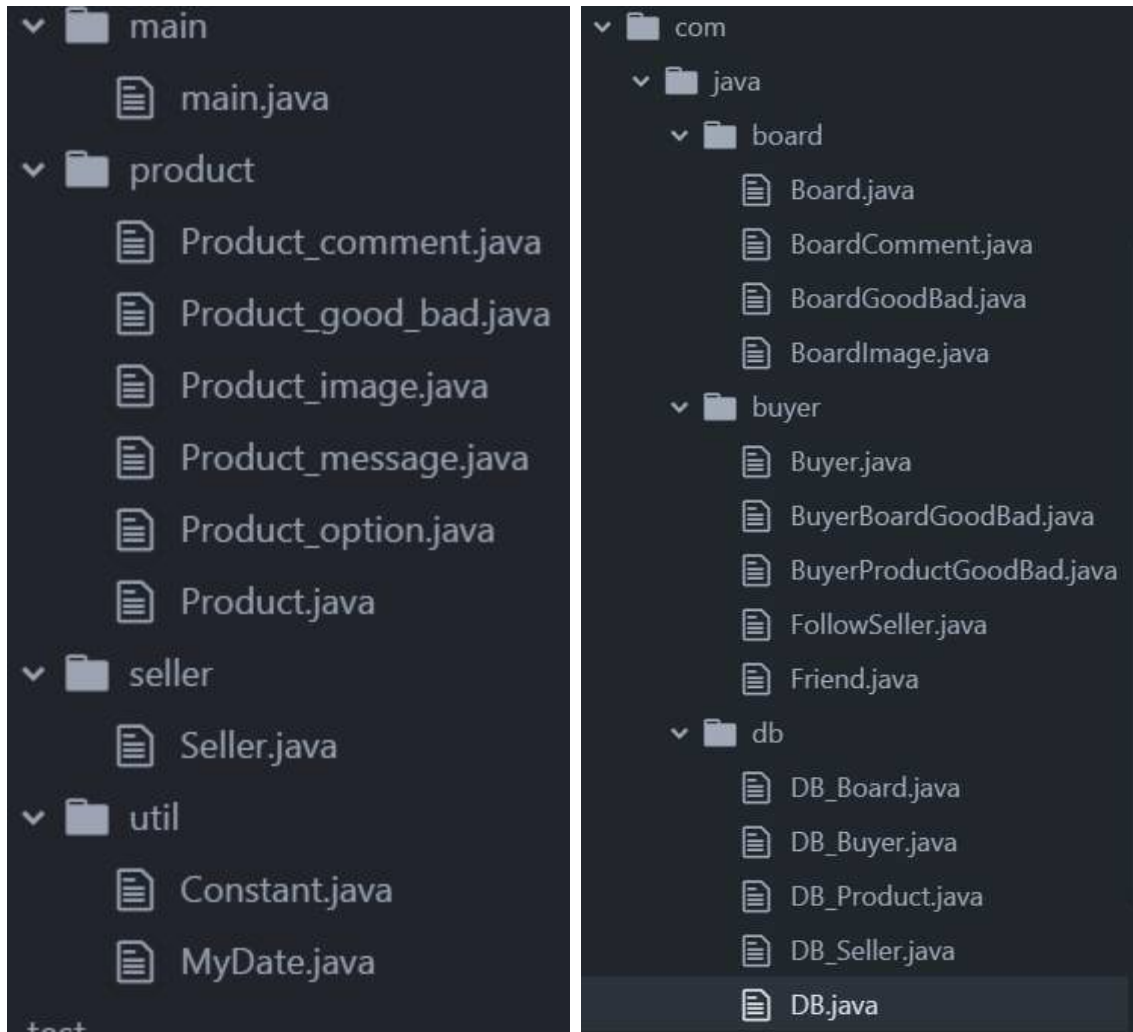 main
main.java
product
Product_comment.java
Product_good_bad.java
Product_image.java
Product_message.java
Product_option.java
Product.java
seller
Seller.java
util
Constant.java
MyDate.java
com
java
board
Board.java
BoardComment.java
BoardGoodBad.java
BoardImage.java
buyer
Buyer.java
BuyerBoardGoodBad.java
BuyerProductGoodBad.java
FollowSeller.java
Friend.java
db
DB_Board.java
DB_Buyer.java
DB_Product.java
DB_Seller.java
DB.java